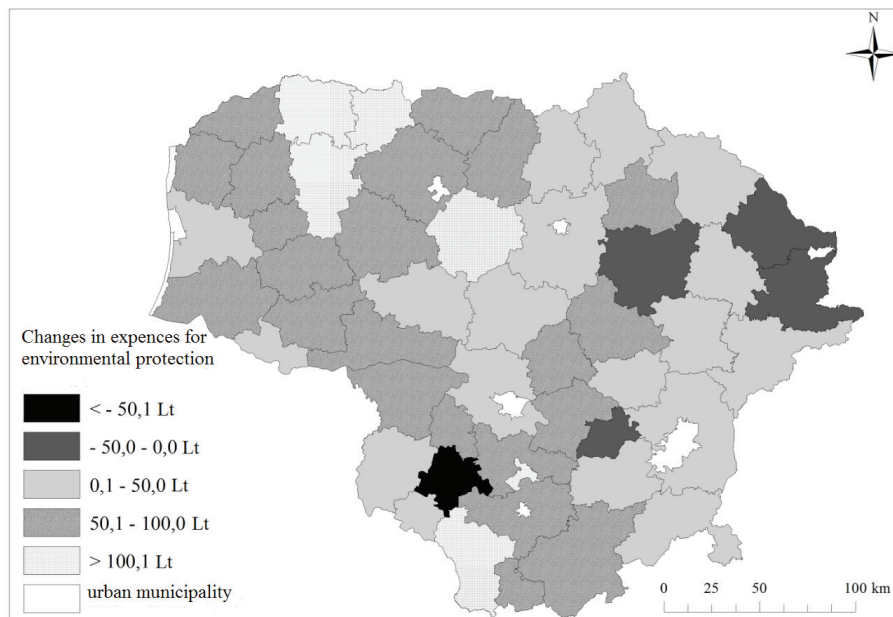 N
Changes in expences for
environmental protection
< - 50,1 Lt
- 50,0 - 0,0 Lt
0,1 - 50,0 Lt
50,1 - 100,0 Lt
> 100,1 Lt
urban municipality
0 25 50 100 km